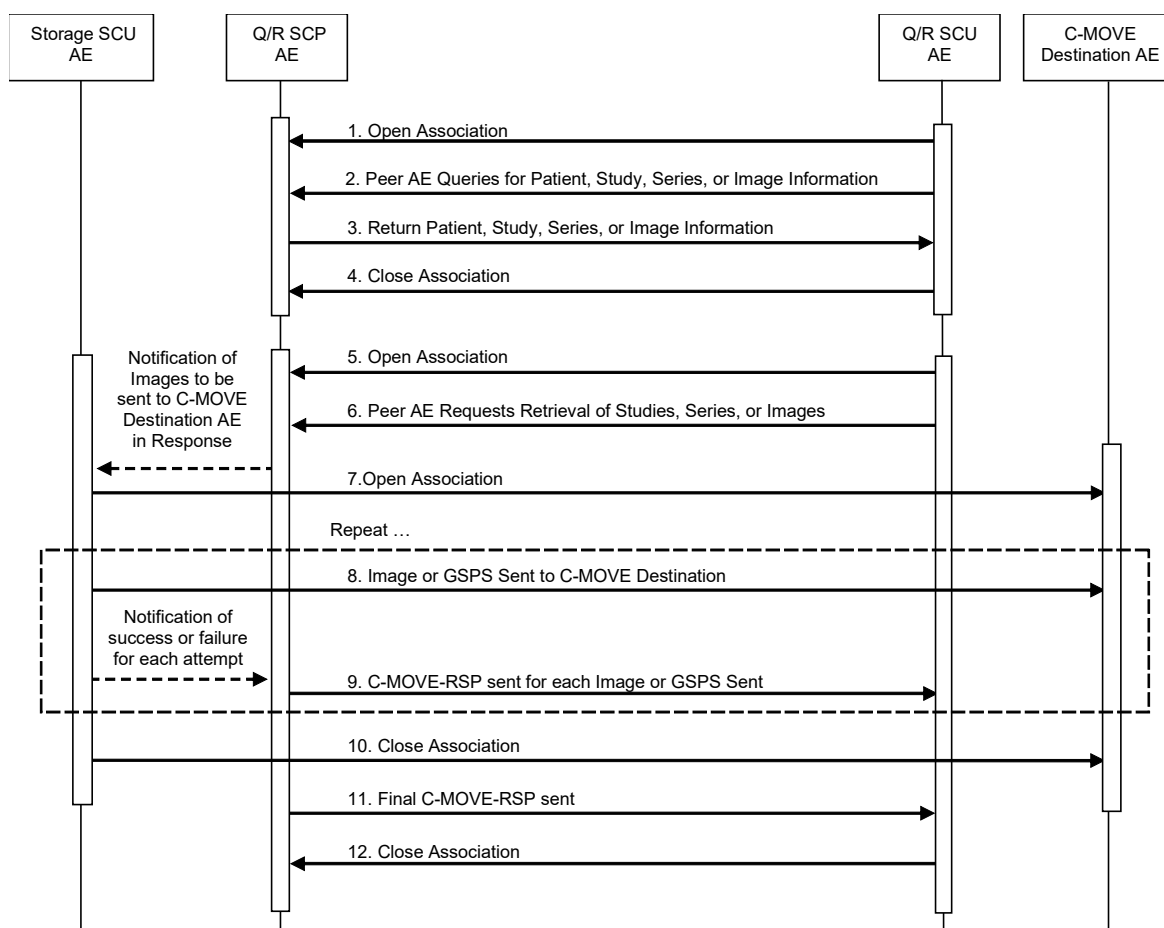 Storage SCU
AE
Q/R SCP
AE
Q/R SCU
AE
C-MOVE
Destination AE
1. Open Association
2. Peer AE Queries for Patient, Study, Series, or Image Information
3. Return Patient, Study, Series, or Image Information
4. Close Association
Notification of
Images to be
sent to C-MOVE
Destination AE
in Response
5. Open Association
6. Peer AE Requests Retrieval of Studies, Series, or Images
7.Open Association
Repeat …
8. Image or GSPS Sent to C-MOVE Destination
Notification of
success or failure
for each attempt
9. C-MOVE-RSP sent for each Image or GSPS Sent
10. Close Association
11. Final C-MOVE-RSP sent
12. Close Association